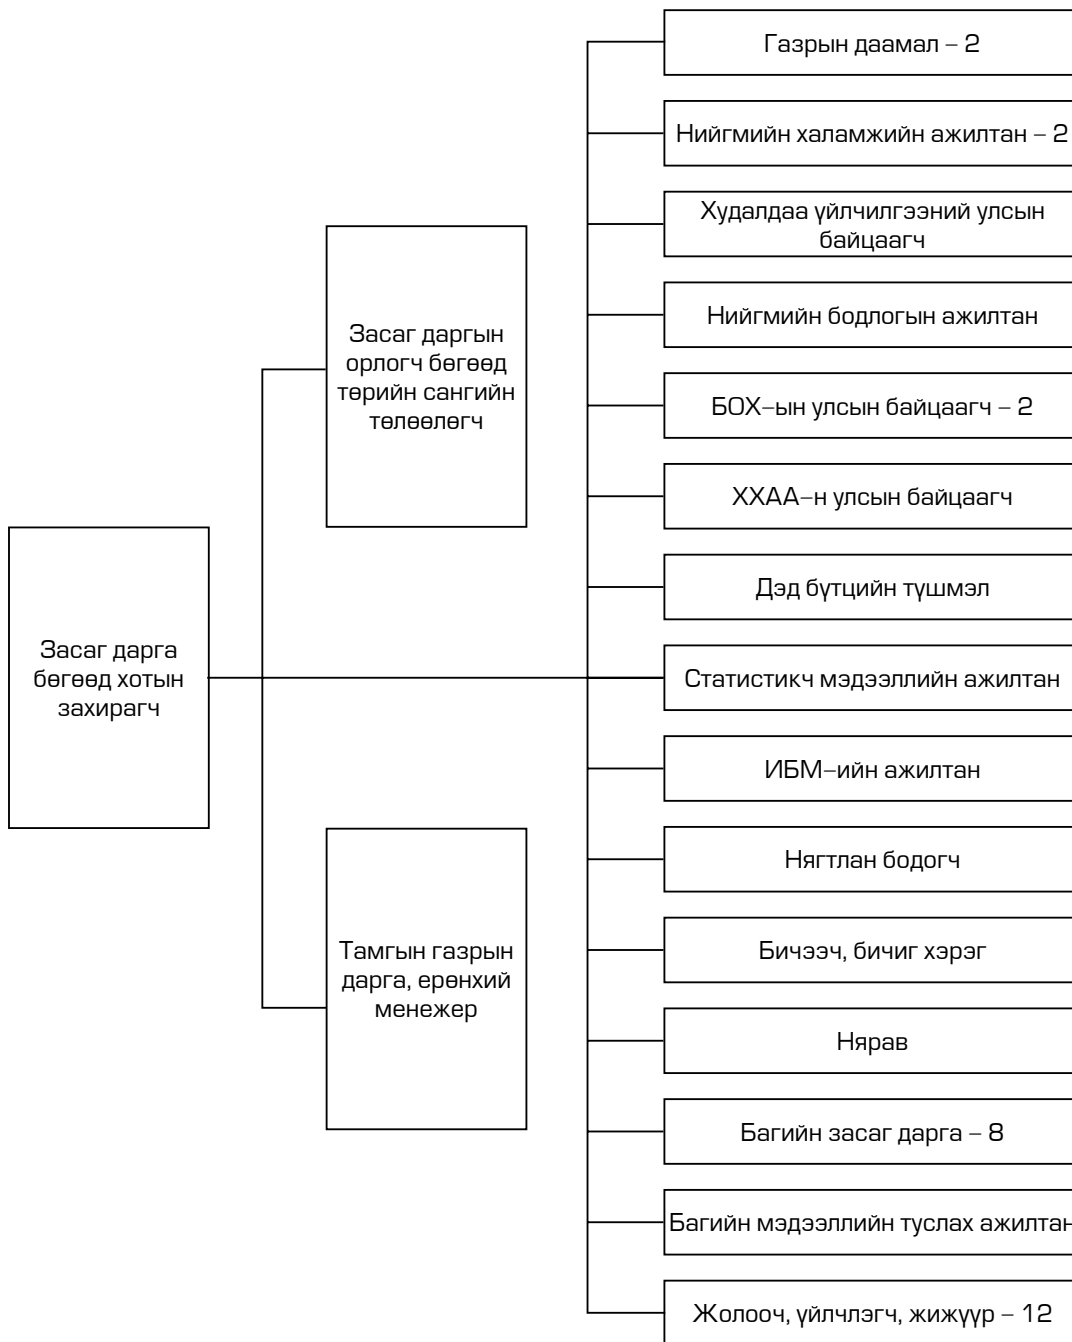 Засаг дарга
бөгөөд хотын
захирагч
Засаг даргын
орлогч бөгөөд
төрийн сангийн
төлөөлөгч
Тамгын газрын
дарга, ерөнхий
менежер
Газрын даамал – 2
Нийгмийн халамжийн ажилтан – 2
Худалдаа үйлчилгээний улсын
байцаагч
Нийгмийн бодлогын ажилтан
БОХ–ын улсын байцаагч – 2
ХХАА–н улсын байцаагч
Дэд бүтцийн түшмэл
Статистикч мэдээллийн ажилтан
ИБМ–ийн ажилтан
Нягтлан бодогч
Бичээч, бичиг хэрэг
Нярав
Багийн засаг дарга – 8
Багийн мэдээллийн туслах ажилтан
Жолооч, үйлчлэгч, жижүүр – 12